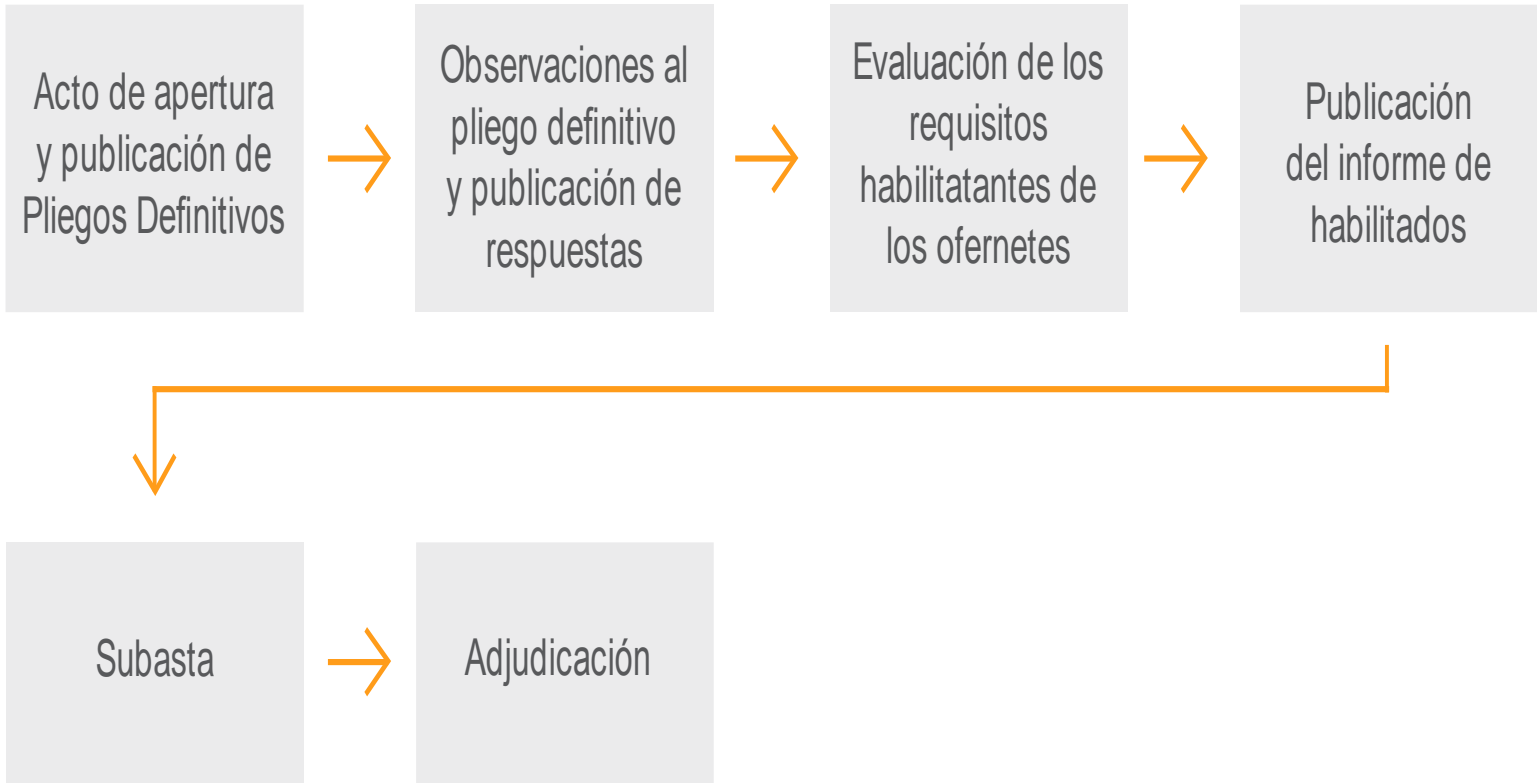 Acto de apertura
y publicación de
Pliegos Definitivos
Observaciones al
pliego definitivo
y publicación de
respuestas
Evaluación de los
requisitos
habilitatantes de
los ofernetes
Publicación
del informe de
habilitados
Subasta
Adjudicación